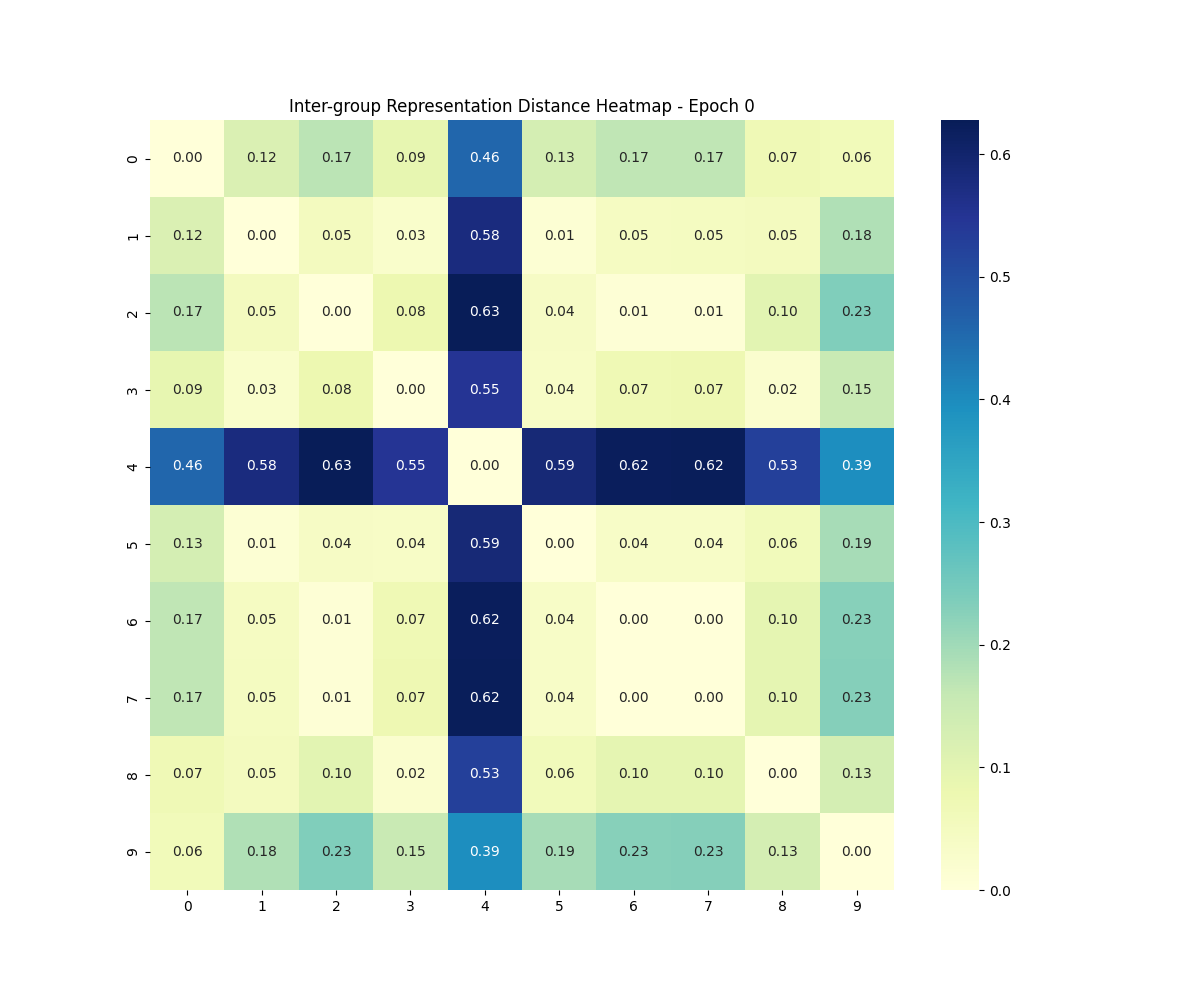 Inter-group Representation Distance Heatmap - Epoch 0
0 0.00 0.12 0.17 0.09 0.46 0.13 0.17 0.17 0.07 0.06
1 0.12 0.00 0.05 0.03 0.58 0.01 0.05 0.05 0.05 0.18
2 0.17 0.05 0.00 0.08 0.63 0.04 0.01 0.01 0.10 0.23
3 0.09 0.03 0.08 0.00 0.55 0.04 0.07 0.07 0.02 0.15
4 0.46 0.58 0.63 0.55 0.00 0.59 0.62 0.62 0.53 0.39
5 0.13 0.01 0.04 0.04 0.59 0.00 0.04 0.04 0.06 0.19
6 0.17 0.05 0.01 0.07 0.62 0.04 0.00 0.00 0.10 0.23
7 0.17 0.05 0.01 0.07 0.62 0.04 0.00 0.00 0.10 0.23
8 0.07 0.05 0.10 0.02 0.53 0.06 0.10 0.10 0.00 0.13
9 0.06 0.18 0.23 0.15 0.39 0.19 0.23 0.23 0.13 0.00
0 1 2 3 4 5 6 7 8 9
0.6
0.5
0.4
0.3
0.2
0.1
0.0